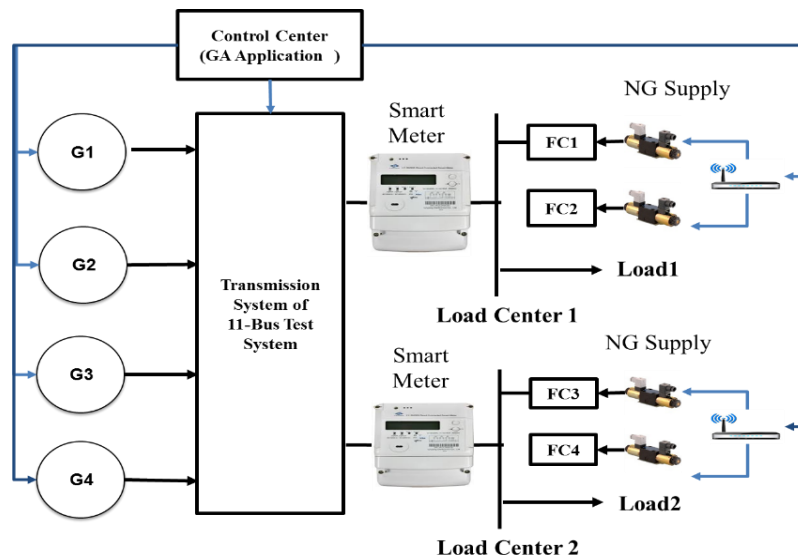 Control Center
(GA Application )
G1
G2
G3
G4
Transmission
System of
11-Bus Test
System
Smart
Meter
NG Supply
FC1
FC2
Load1
Load Center 1
Smart
Meter
NG Supply
FC3
FC4
Load2
Load Center 2